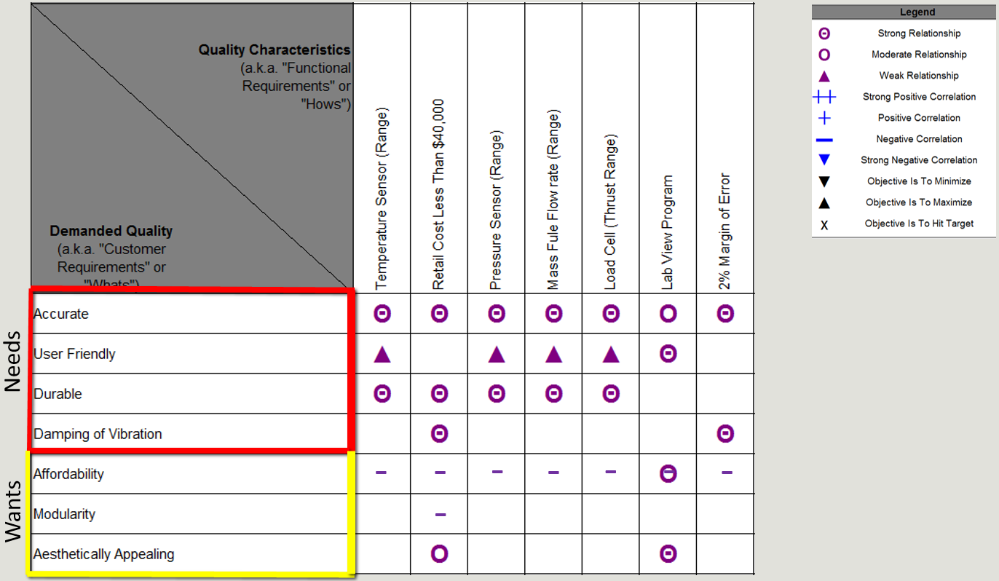 Quality Characteristics
(a.k.a. "Functional
Requirements" or
"Hows")
Demanded Quality
(a.k.a. "Customer
Requirements" or
"Whats")
Temperature Sensor (Range)
Retail Cost Less Than $40,000
Pressure Sensor (Range)
Mass Fule Flow rate (Range)
Load Cell (Thrust Range)
Lab View Program
2% Margin of Error
Needs
Accurate
User Friendly
Durable
Damping of Vibration
Wants
Affordability
Modularity
Aesthetically Appealing
Legend
Strong Relationship
Moderate Relationship
Weak Relationship
Strong Positive Correlation
Positive Correlation
Negative Correlation
Strong Negative Correlation
Objective Is To Minimize
Objective Is To Maximize
X Objective Is To Hit Target